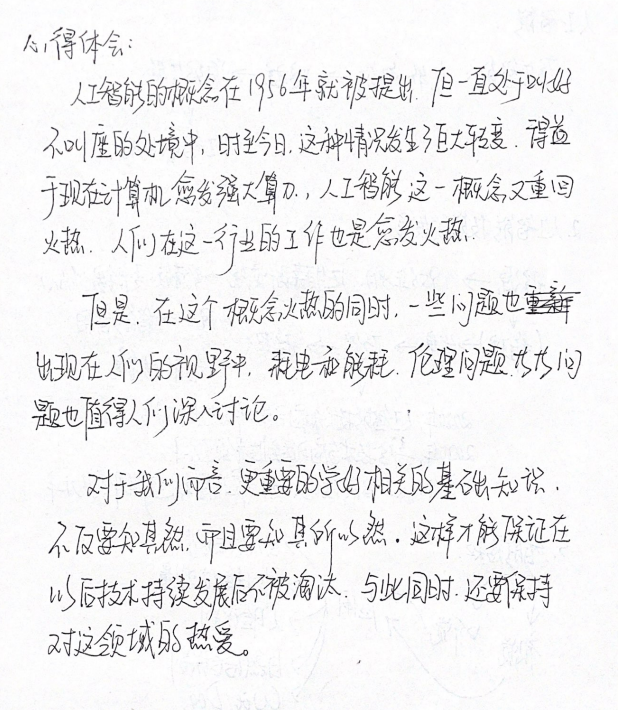 心得体会:
人工智能的概念在1956年就被提出.但一直处于叫好
不叫座的处境中,时至今日.这种情况发生了巨大转变.得益
于现在计算机愈发强大算力,人工智能这一概念又重回
火热.人们在这一行业的工作也是愈发火热.
但是.在这个概念火热的同时.一些问题也重新
出现在人们的视野中.耗电和能耗.伦理问题.
题也值得人们深入讨论。
对于我们而言.更重要的学好相关的基础知识.
不仅要知其然.而且要知其所以然.这样才能保证在
以后技术持续发展后不被淘汰.与此同时.还要保持
对这领域的热爱。